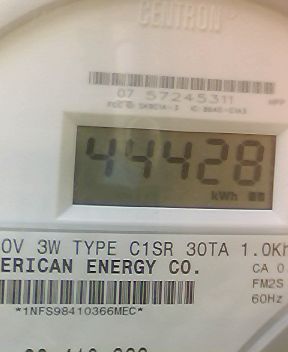 CENTRON
07 57245311
44428
kWh
0V 3W TYPE C1SR 30TA 1.0Kh
ERICAN ENERGY CO.
CA 0.
FM2S
60Hz
*1NFS98410366MEC*